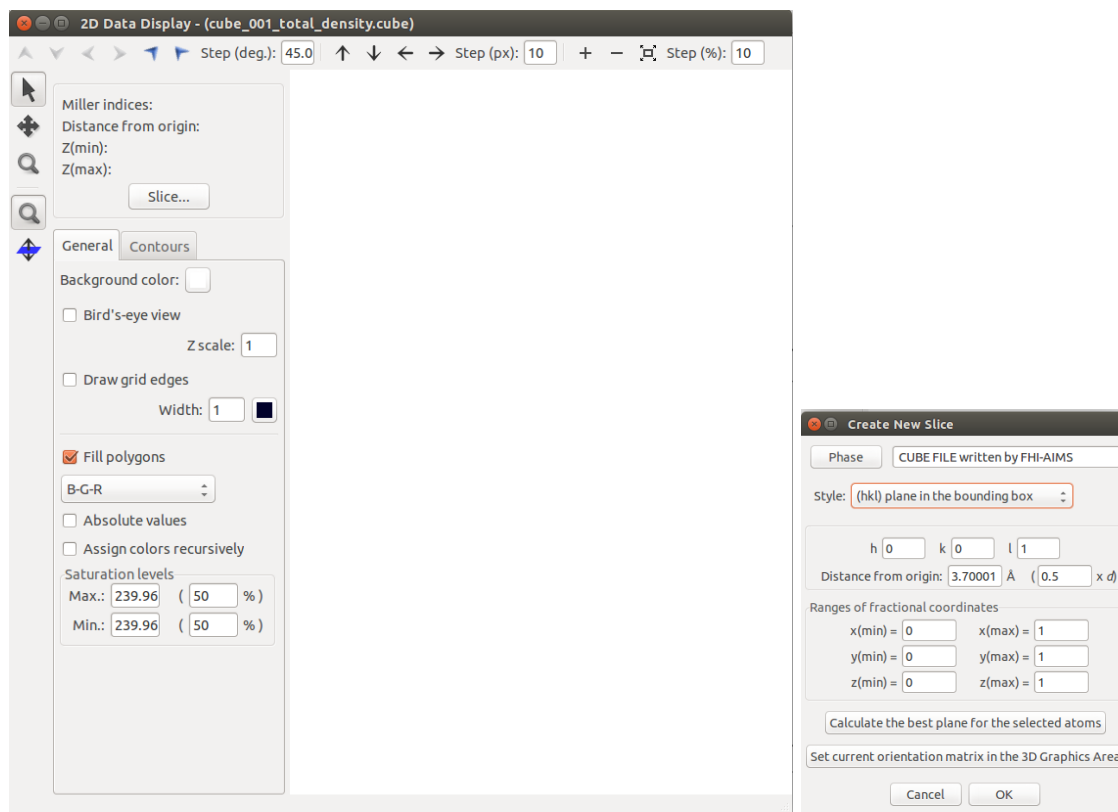 2D Data Display - (cube_001_total_density.cube)
Step (deg.): 45.0 Step (px): 10 Step (%): 10
Miller indices:
Distance from origin:
Z(min):
Z(max):
Slice...
General Contours
Background color:
Bird's-eye view
Z scale: 1
Draw grid edges
Width: 1
Fill polygons
B-G-R
Absolute values
Assign colors recursively
Saturation levels
Max.: 239.96 ( 50 % )
Min.: 239.96 ( 50 % )
Create New Slice
Phase CUBE FILE written by FHI-AIMS
Style: (hkl) plane in the bounding box
h 0 k 0 l 1
Distance from origin: 3.70001 Å ( 0.5 x d)
Ranges of fractional coordinates
x(min) = 0 x(max) = 1
y(min) = 0 y(max) = 1
z(min) = 0 z(max) = 1
Calculate the best plane for the selected atoms
Set current orientation matrix in the 3D Graphics Area
Cancel OK